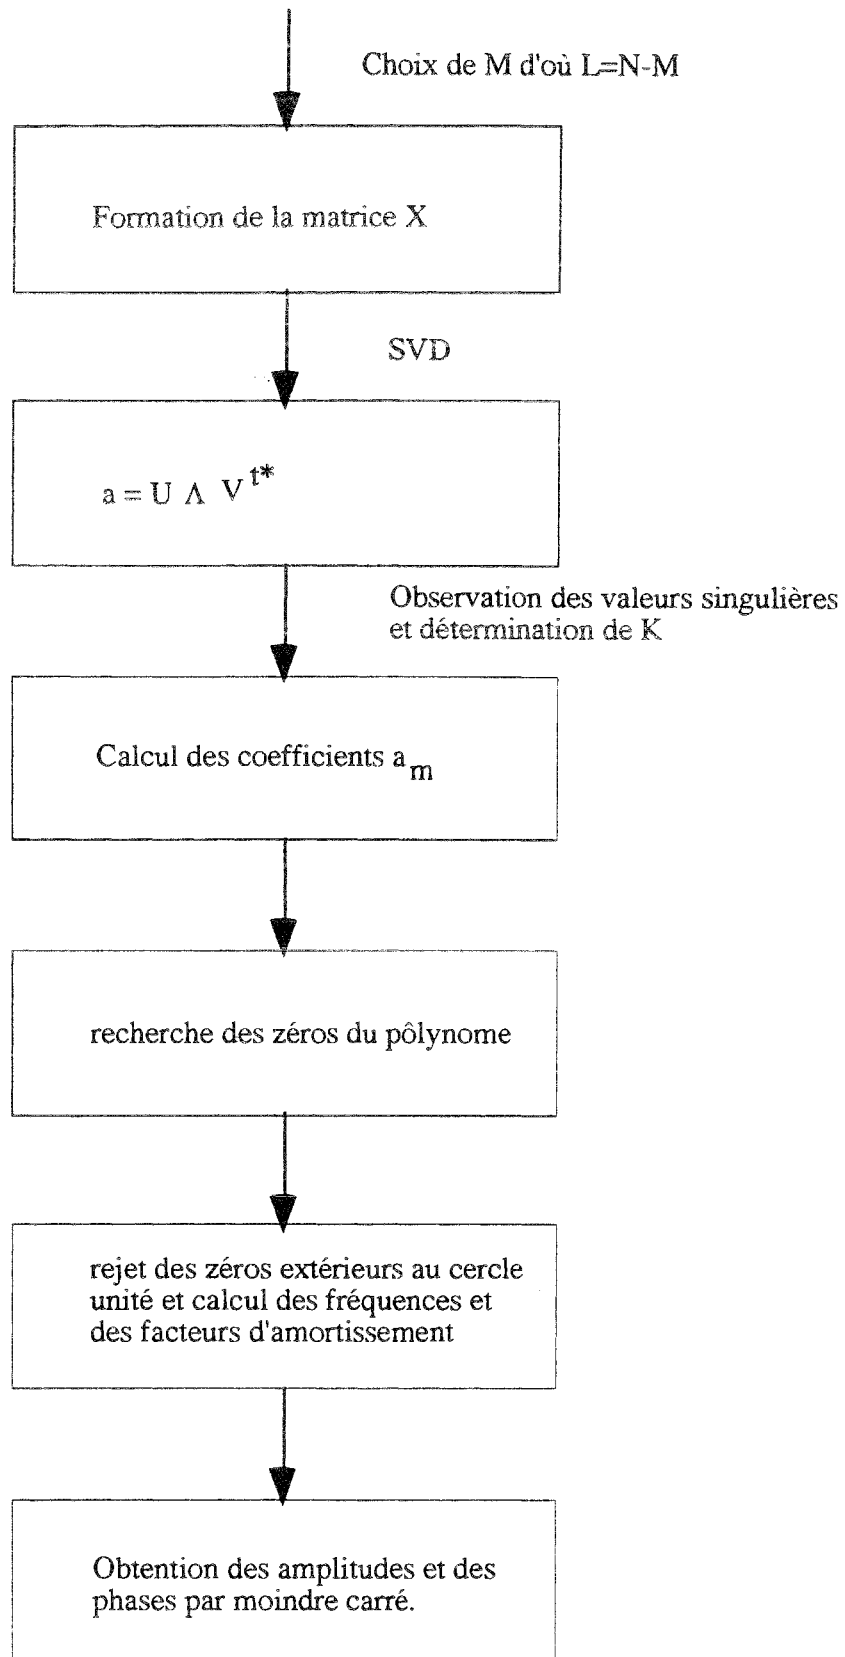 Choix de M d'où L=N-M
Formation de la matrice X
SVD
a = U Λ V t*
Observation des valeurs singulières
et détermination de K
Calcul des coefficients a m
recherche des zéros du pôlynome
rejet des zéros extérieurs au cercle
unité et calcul des fréquences et
des facteurs d'amortissement
Obtention des amplitudes et des
phases par moindre carré.